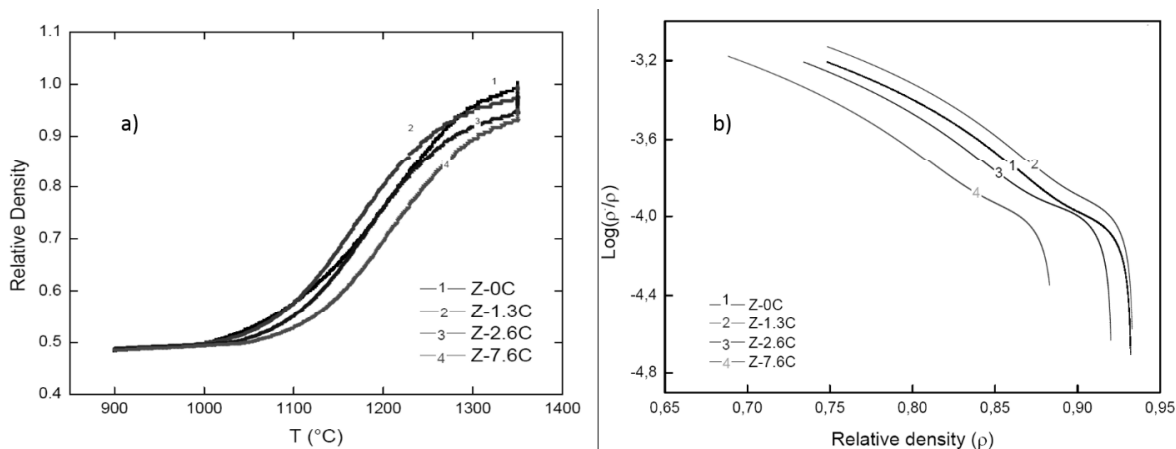 a)
Relative Density
1.0
0.9
0.8
0.7
0.6
0.5
0.4
900 1000 1100 1200 1300 1400
T (°C)
1
2
3
4
1 Z-0C
2 Z-1.3C
3 Z-2.6C
4 Z-7.6C
b)
Log(ρ˙/ρ)
-3,2
-3,6
-4,0
-4,4
-4,8
0,65 0,70 0,75 0,80 0,85 0,90 0,95
Relative density (ρ)
1
2
3
4
1 Z-0C
2 Z-1.3C
3 Z-2.6C
4 Z-7.6C